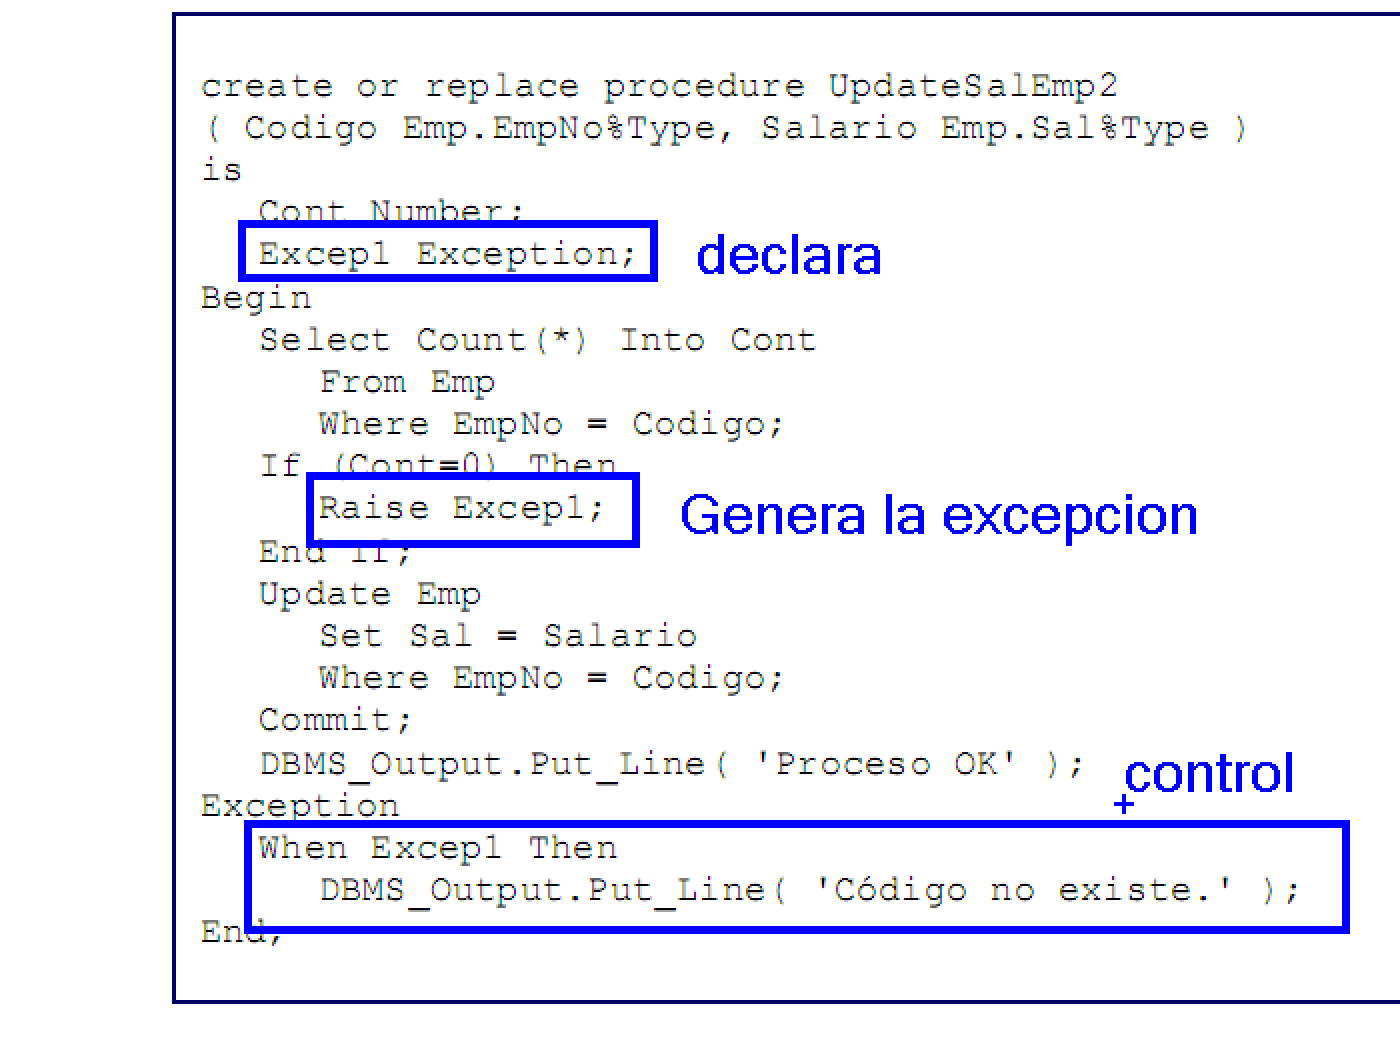 create or replace procedure UpdateSalEmp2
( Codigo Emp.EmpNo%Type, Salario Emp.Sal%Type )
is
Cont Number;
Excep1 Exception; declara
Begin
Select Count(*) Into Cont
From Emp
Where EmpNo = Codigo;
If (Cont=0) Then
Raise Excep1; Genera la excepcion
End If;
Update Emp
Set Sal = Salario
Where EmpNo = Codigo;
Commit;
DBMS_Output.Put_Line( 'Proceso OK' ); control
Exception
When Excep1 Then
DBMS_Output.Put_Line( 'Código no existe.' );
End;